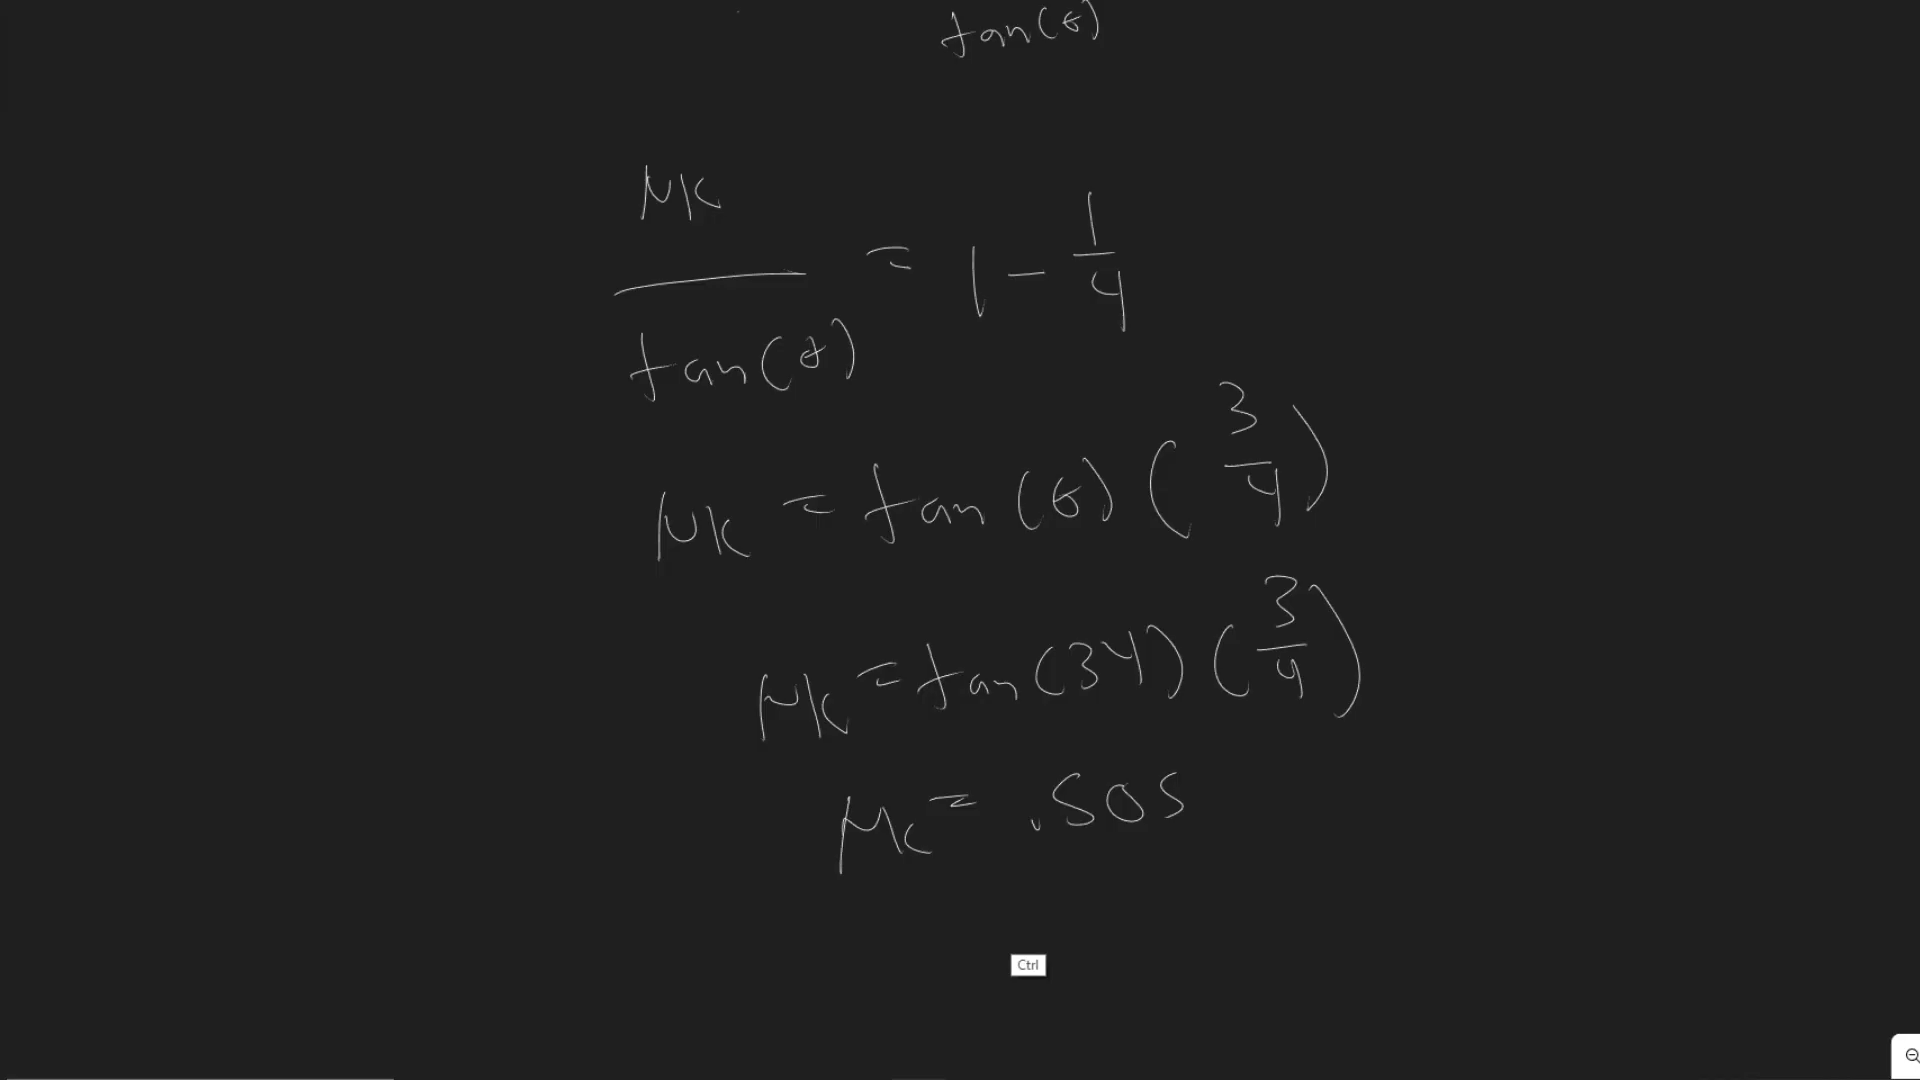 tan(θ)
μk / tan(θ) = 1 - 1/4
μk = tan(θ) (3/4)
μk = tan(34) (3/4)
μk = .505
Ctrl